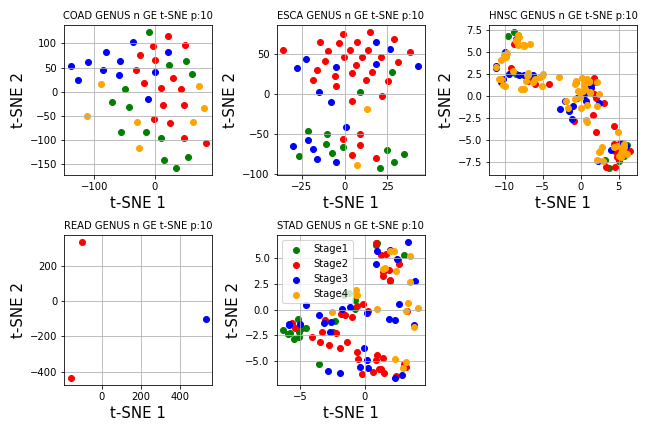 COAD GENUS n GE t-SNE p:10
ESCA GENUS n GE t-SNE p:10
HNSC GENUS n GE t-SNE p:10
t-SNE 2
100
50
0
−50
−100
−150
−100
0
t-SNE 1
t-SNE 2
50
0
−50
−100
−25
0
25
t-SNE 1
t-SNE 2
7.5
5.0
2.5
0.0
−2.5
−5.0
−7.5
−10
−5
0
5
t-SNE 1
READ GENUS n GE t-SNE p:10
STAD GENUS n GE t-SNE p:10
t-SNE 2
200
0
−200
−400
0
200
400
t-SNE 1
t-SNE 2
5.0
2.5
0.0
−2.5
−5.0
−5
0
t-SNE 1
Stage1
Stage2
Stage3
Stage4